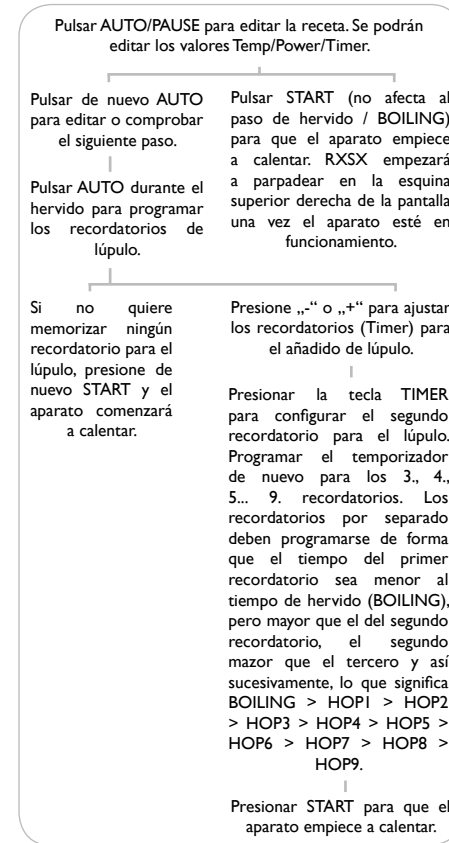 Pulsar AUTO/PAUSE para editar la receta. Se podrán
editar los valores Temp/Power/Timer.
Pulsar de nuevo AUTO
para editar o comprobar
el siguiente paso.
Pulsar AUTO durante el
hervido para programar
los recordatorios de
lúpulo.
Pulsar START (no afecta al
paso de hervido / BOILING)
para que el aparato empiece
a calentar. RXSX empezará
a parpadear en la esquina
superior derecha de la pantalla
una vez el aparato esté en
funcionamiento.
Si no quiere
memorizar ningún
recordatorio para el
lúpulo, presione de
nuevo START y el
aparato comenzará
a calentar.
Presione „-“ o „+“ para ajustar
los recordatorios (Timer) para
el añadido de lúpulo.
Presionar la tecla TIMER
para configurar el segundo
recordatorio para el lúpulo.
Programar el temporizador
de nuevo para los 3., 4.,
5... 9. recordatorios. Los
recordatorios por separado
deben programarse de forma
que el tiempo del primer
recordatorio sea menor al
tiempo de hervido (BOILING),
pero mayor que el del segundo
recordatorio, el segundo
mazor que el tercero y así
sucesivamente, lo que significa
BOILING > HOP1 > HOP2
> HOP3 > HOP4 > HOP5 >
HOP6 > HOP7 > HOP8 >
HOP9.
Presionar START para que el
aparato empiece a calentar.